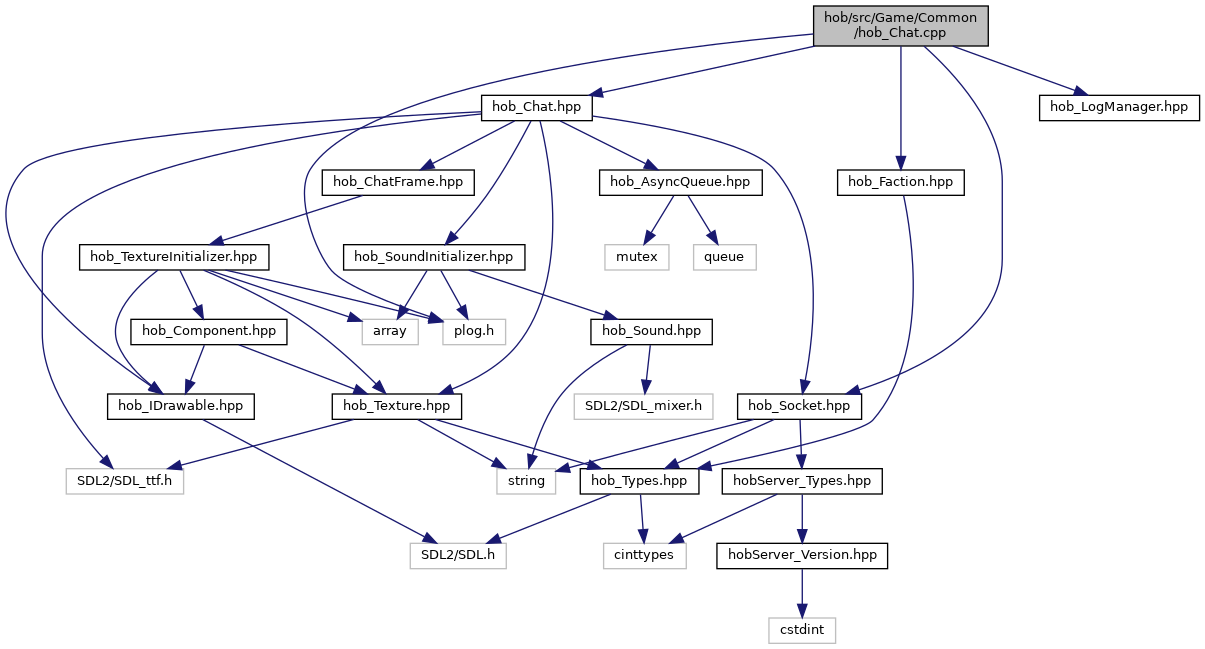 hob/src/Game/Common
/hob_Chat.cpp
hob_Chat.hpp
hob_LogManager.hpp
hob_ChatFrame.hpp
hob_AsyncQueue.hpp
hob_Faction.hpp
hob_TextureInitializer.hpp
hob_SoundInitializer.hpp
mutex
queue
hob_Component.hpp
array
plog.h
hob_Sound.hpp
hob_IDrawable.hpp
hob_Texture.hpp
SDL2/SDL_mixer.h
hob_Socket.hpp
SDL2/SDL_ttf.h
string
hob_Types.hpp
hobServer_Types.hpp
SDL2/SDL.h
cinttypes
hobServer_Version.hpp
cstdint